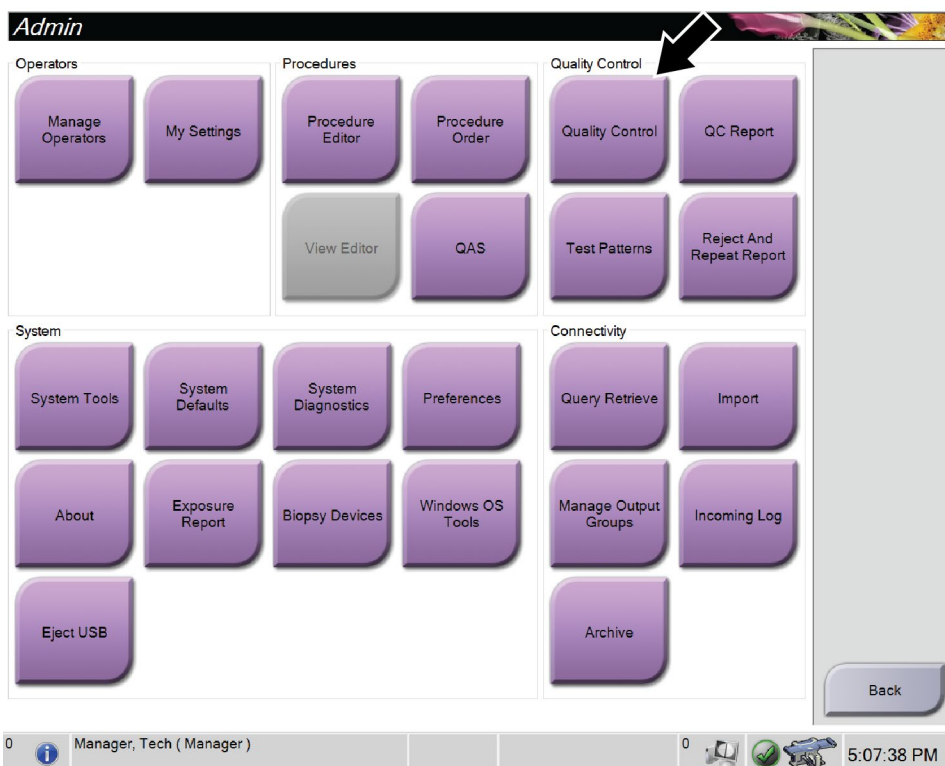 Admin
Operators
Manage
Operators
My Settings
Procedures
Procedure
Editor
Procedure
Order
View Editor
QAS
Quality Control
Quality Control
QC Report
Test Patterns
Reject And
Repeat Report
System
System Tools
System
Defaults
System
Diagnostics
Preferences
About
Exposure
Report
Biopsy Devices
Windows OS
Tools
Eject USB
Connectivity
Query Retrieve
Import
Manage Output
Groups
Incoming Log
Archive
Back
0
Manager, Tech ( Manager )
0
5:07:38 PM